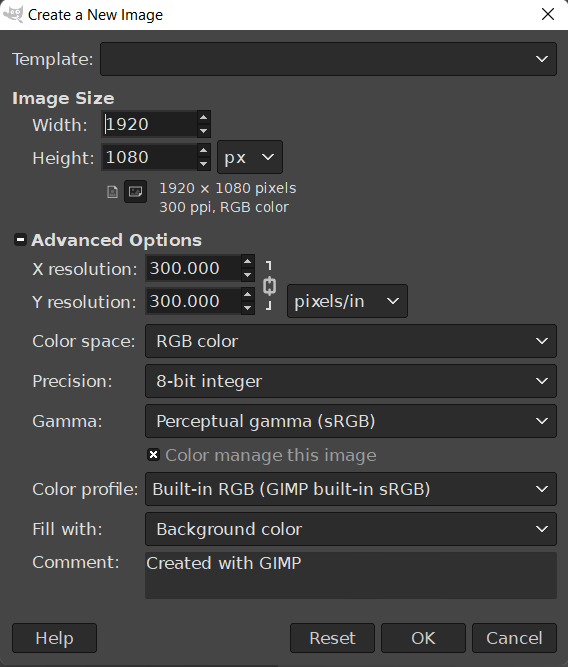 Create a New Image
Template:
Image Size
Width: 1920
Height: 1080 px
1920 × 1080 pixels
300 ppi, RGB color
Advanced Options
X resolution: 300.000
Y resolution: 300.000 pixels/in
Color space: RGB color
Precision: 8-bit integer
Gamma: Perceptual gamma (sRGB)
Color manage this image
Color profile: Built-in RGB (GIMP built-in sRGB)
Fill with: Background color
Comment: Created with GIMP
Help Reset OK Cancel